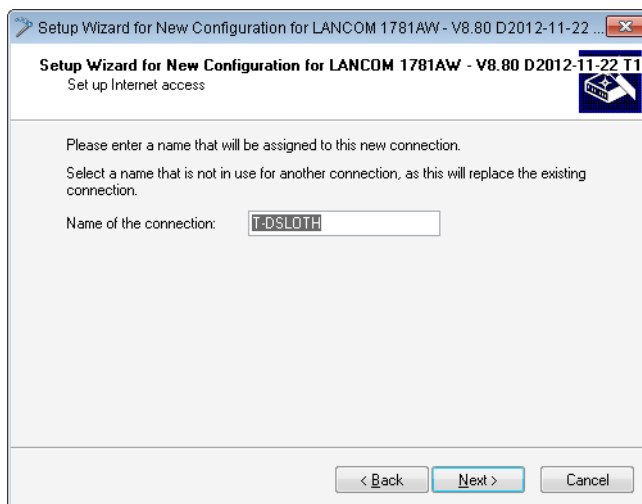 Setup Wizard for New Configuration for LANCOM 1781AW - V8.80 D2012-11-22 ...
Setup Wizard for New Configuration for LANCOM 1781AW - V8.80 D2012-11-22 T1
Set up Internet access
Please enter a name that will be assigned to this new connection.
Select a name that is not in use for another connection, as this will replace the existing
connection.
Name of the connection: T-DSLOTH
< Back Next > Cancel